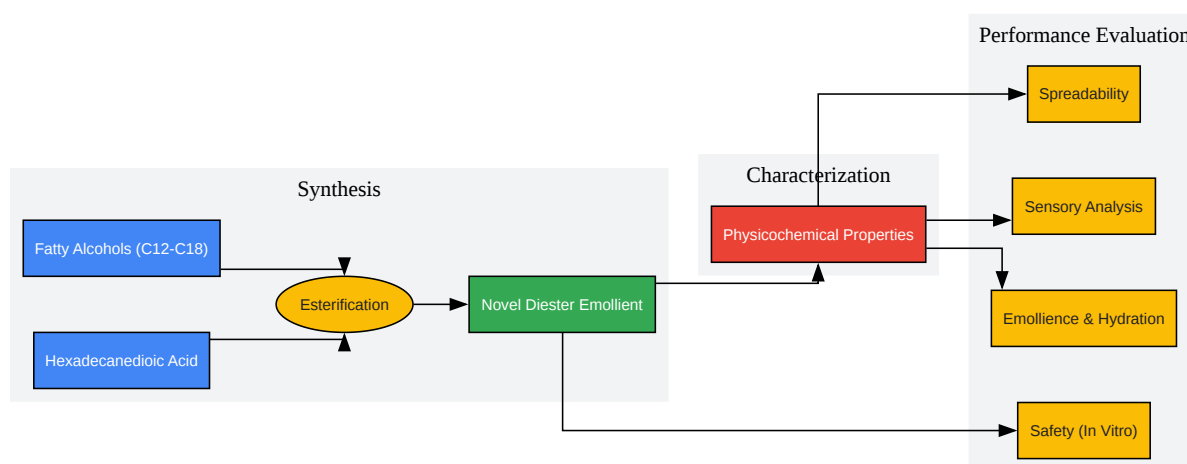 Synthesis
Fatty Alcohols (C12-C18)
Hexadecanedioic Acid
Esterification
Novel Diester Emollient
Characterization
Physicochemical Properties
Performance Evaluation
Spreadability
Sensory Analysis
Emollience & Hydration
Safety (In Vitro)